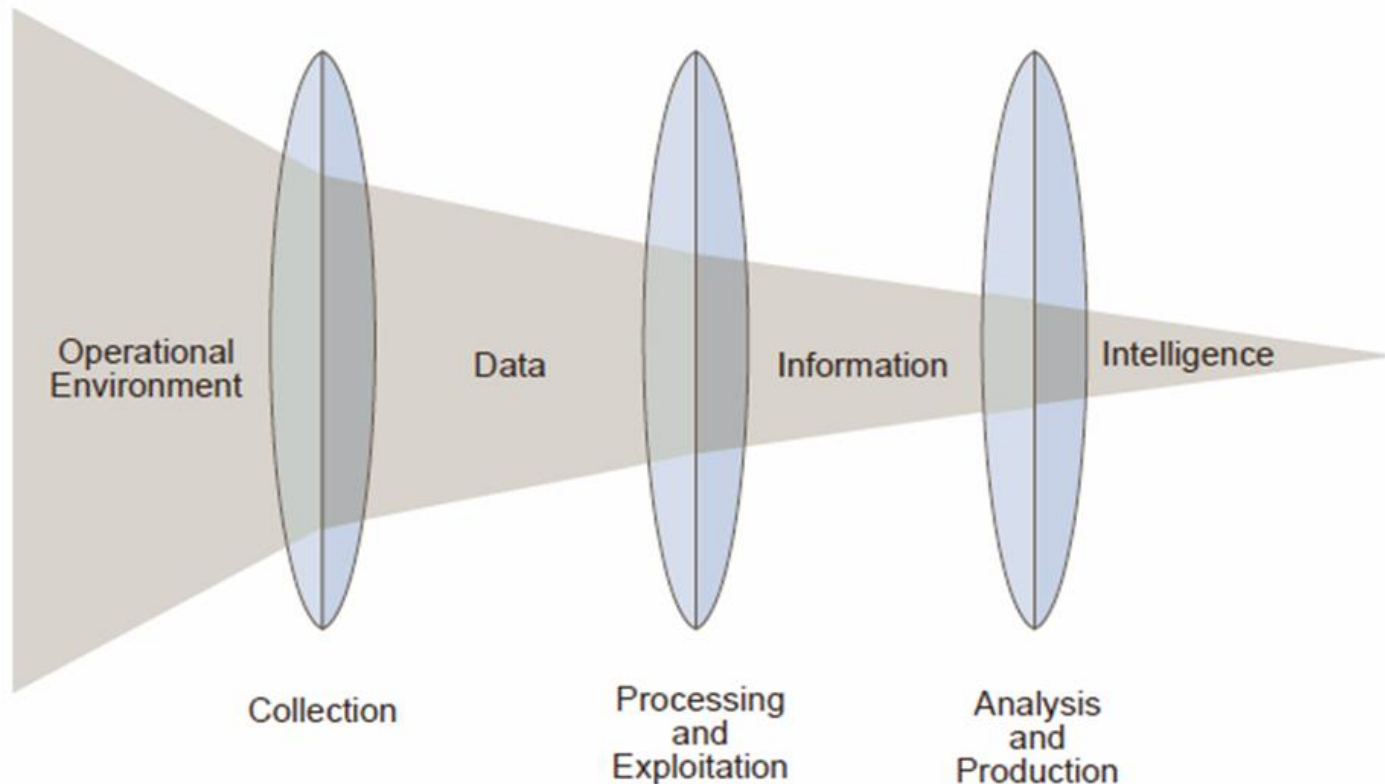 Operational
Environment
Data
Information
Intelligence
Collection
Processing
and
Exploitation
Analysis
and
Production